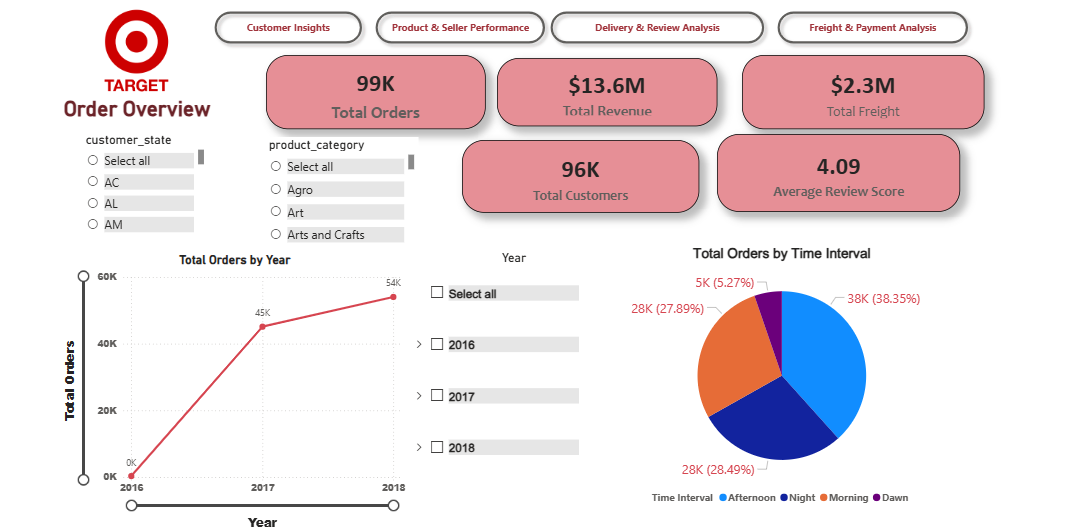 Customer Insights
Product & Seller Performance
Delivery & Review Analysis
Freight & Payment Analysis
TARGET
Order Overview
99K
Total Orders
$13.6M
Total Revenue
$2.3M
Total Freight
96K
Total Customers
4.09
Average Review Score
customer_state
Select all
AC
AL
AM
product_category
Select all
Agro
Art
Arts and Crafts
Total Orders by Year
Total Orders
60K
40K
20K
0K
0K
45K
54K
2016
2017
2018
Year
Year
Select all
2016
2017
2018
Total Orders by Time Interval
5K (5.27%)
38K (38.35%)
28K (27.89%)
28K (28.49%)
Time Interval Afternoon Night Morning Dawn